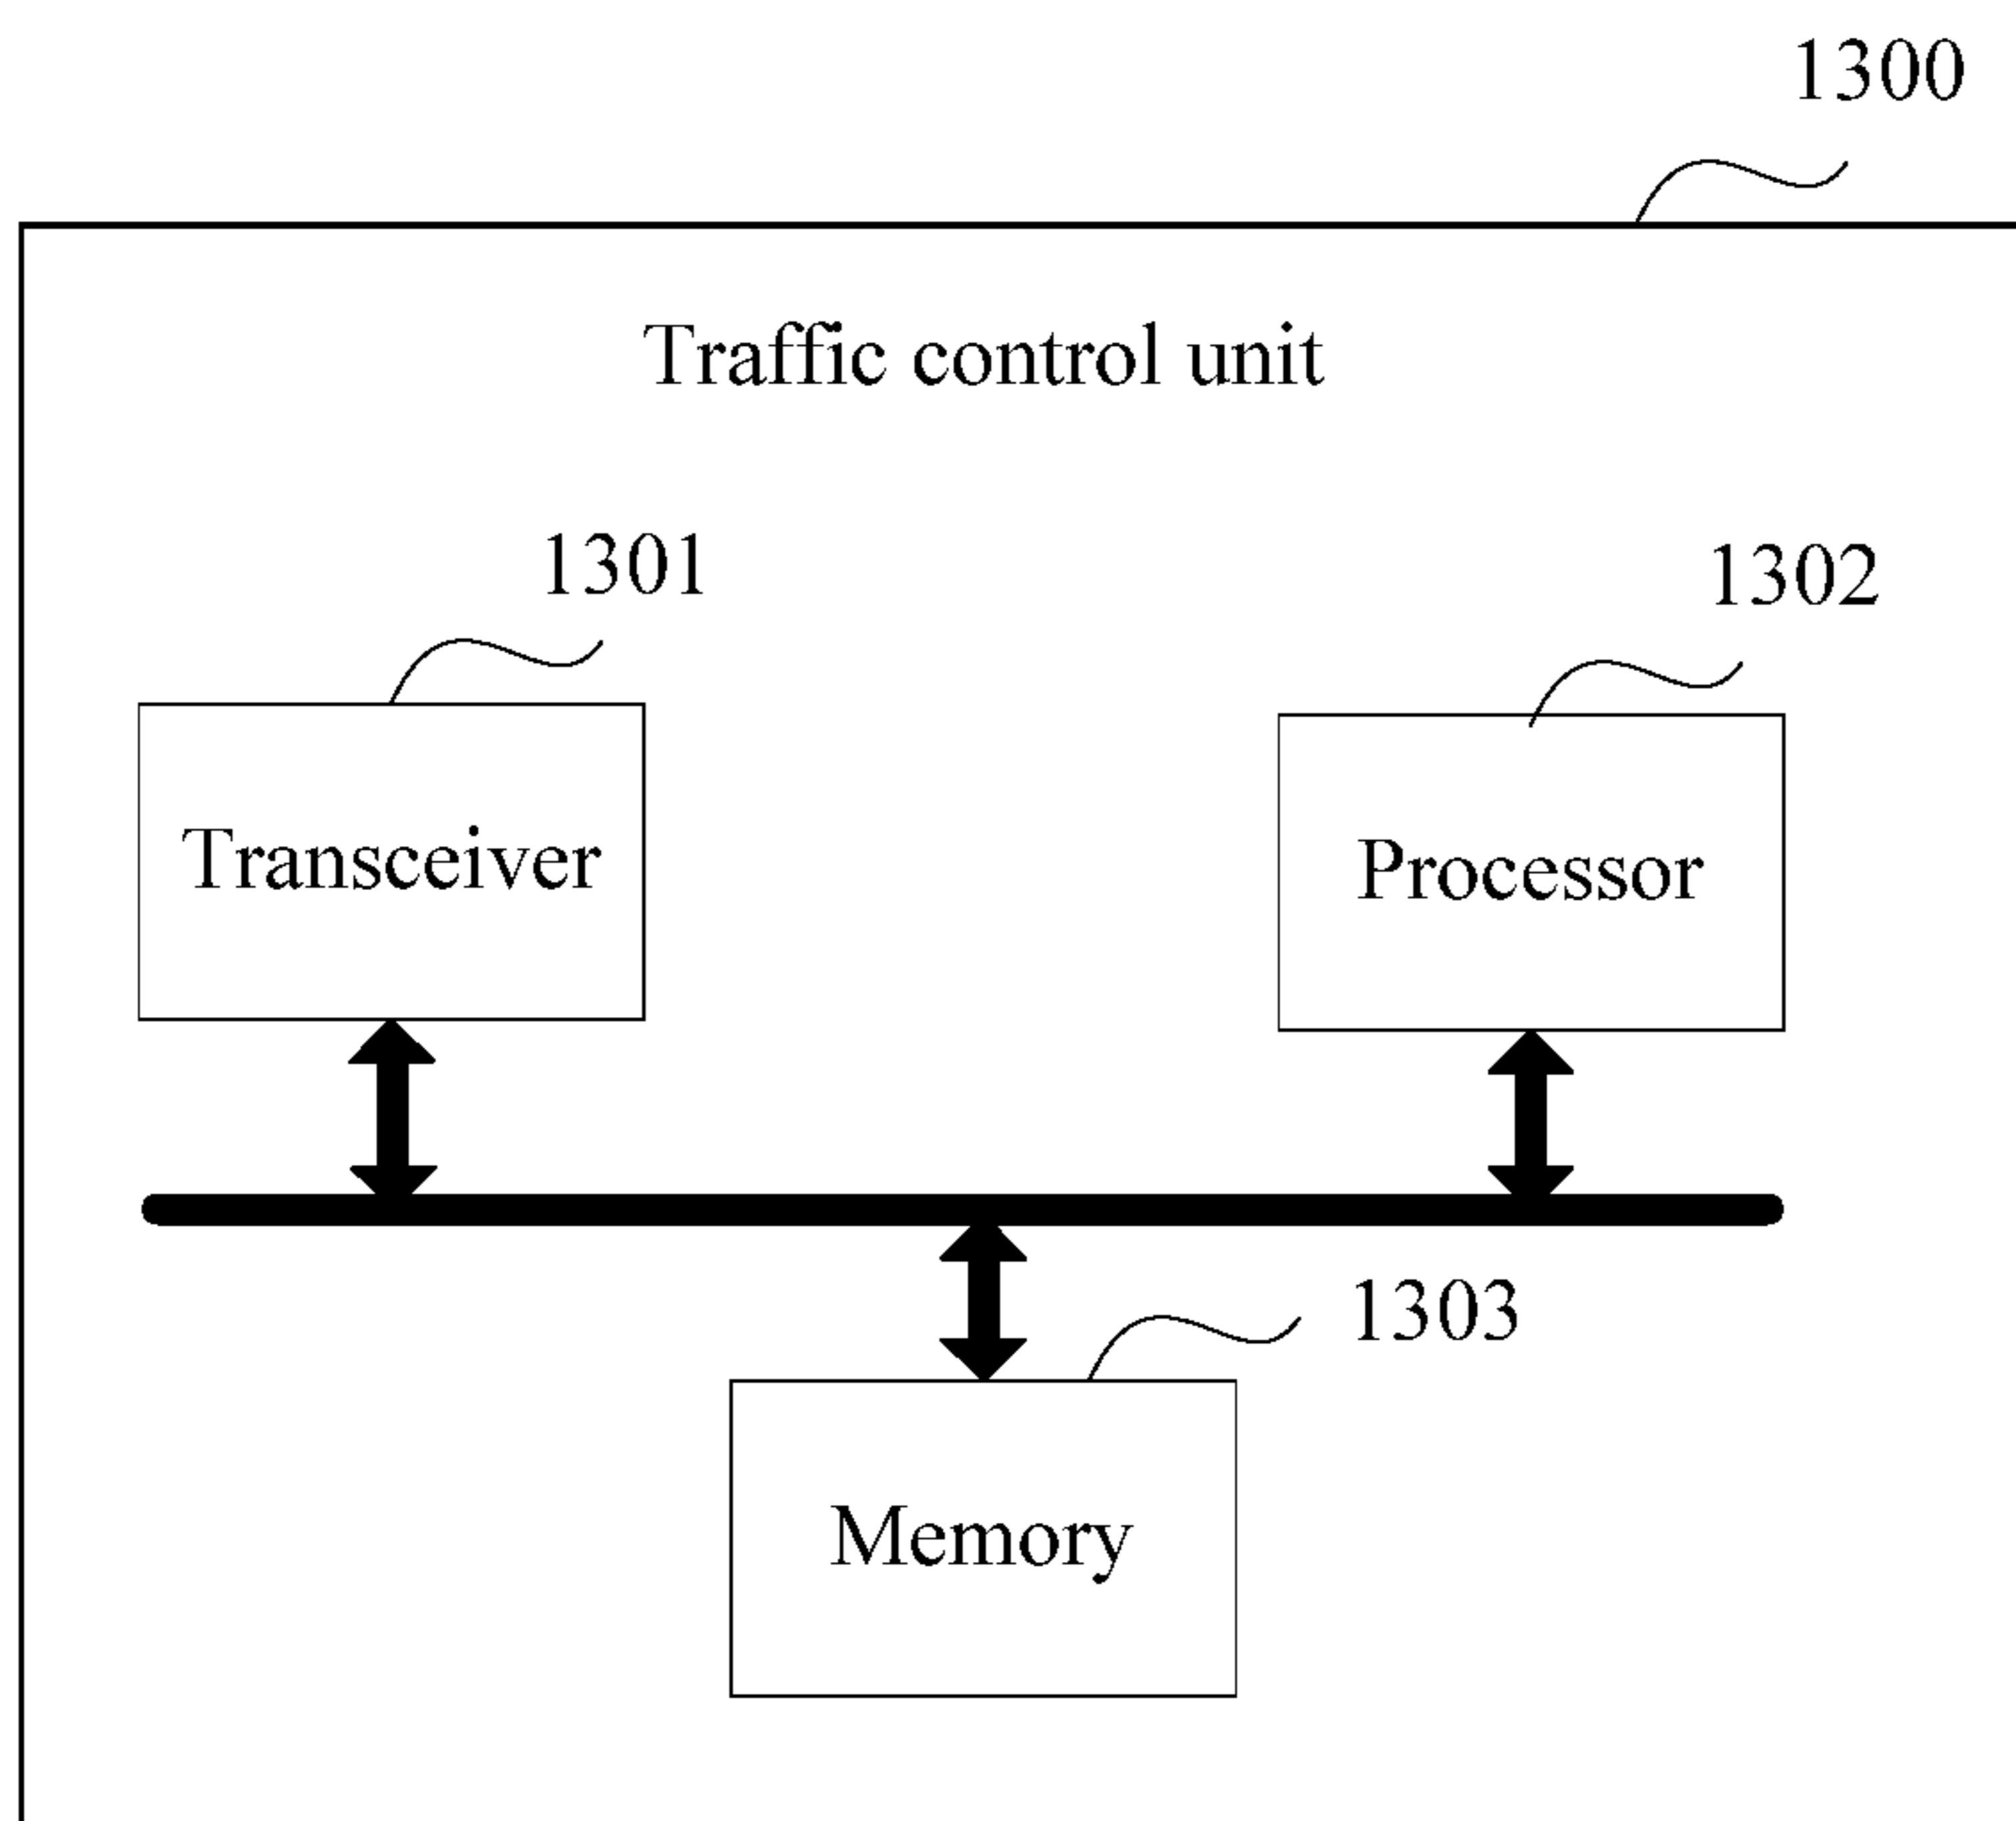 1300
Traffic control unit
1301
1302
Transceiver
Processor
1303
Memory